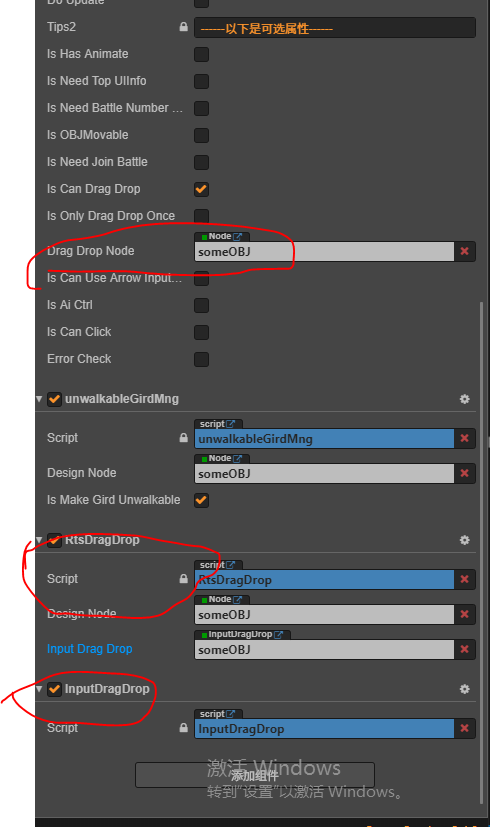 Tips2
------以下是可选属性------
Is Has Animate
Is Need Top UIInfo
Is Need Battle Number ...
Is OBJMovable
Is Need Join Battle
Is Can Drag Drop
Is Only Drag Drop Once
Node
Drag Drop Node
someOBJ
Is Can Use Arrow Input...
Is Ai Ctrl
Is Can Click
Error Check
unwalkableGirdMng
script
Script
unwalkableGirdMng
Node
Design Node
someOBJ
Is Make Gird Unwalkable
RtsDragDrop
script
Script
RtsDragDrop
Node
Design Node
someOBJ
InputDragDrop
Input Drag Drop
someOBJ
InputDragDrop
script
Script
InputDragDrop
添加组件
激活 Windows
转到"设置"以激活 Windows。